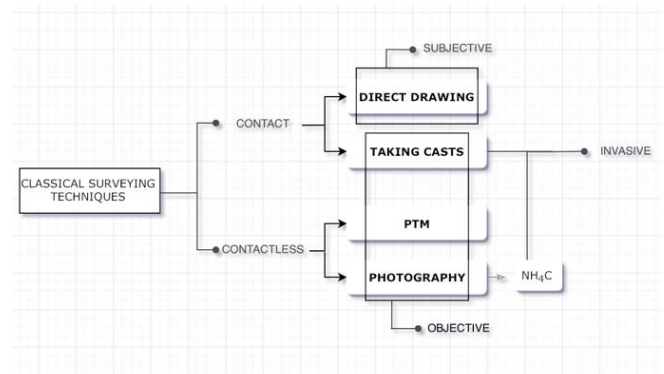 SUBJECTIVE
DIRECT DRAWING
CONTACT
TAKING CASTS
INVASIVE
CLASSICAL SURVEYING
TECHNIQUES
PTM
CONTACTLESS
PHOTOGRAPHY
NH₄C
OBJECTIVE